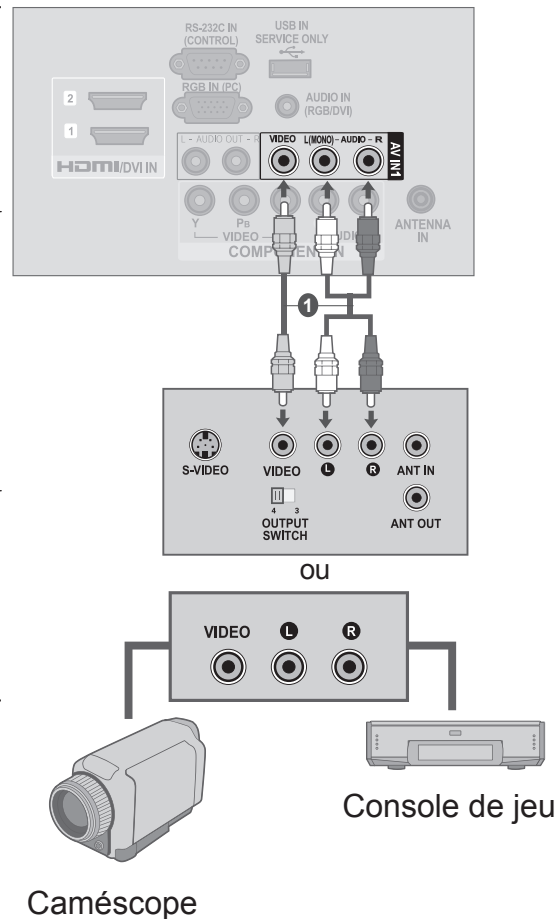 RS-232C IN
(CONTROL)
USB IN
SERVICE ONLY
RGB IN (PC)
AUDIO IN
(RGB/DVI)
2
1
HDMI/DVI IN
L - AUDIO OUT - R
VIDEO
L(MONO)-AUDIO-R
AV IN1
Y
PB
VIDEO
ANTENNA
IN
1
S-VIDEO
VIDEO
L
R
ANT IN
4 3
OUTPUT
SWITCH
ANT OUT
ou
VIDEO
L
R
Console de jeu
Caméscope